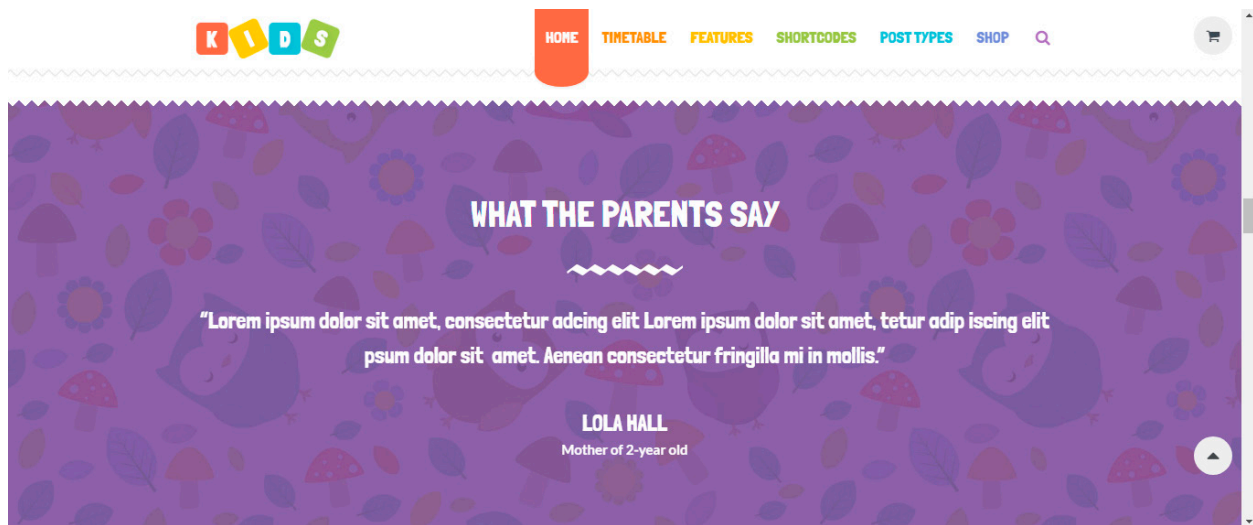 KIDS
HOME TIMETABLE FEATURES SHORTCODES POST TYPES SHOP
WHAT THE PARENTS SAY
“Lorem ipsum dolor sit amet, consectetur adcing elit Lorem ipsum dolor sit amet, tetur adip iscing elit
psum dolor sit  amet. Aenean consectetur fringilla mi in mollis.”
LOLA HALL
Mother of 2-year old